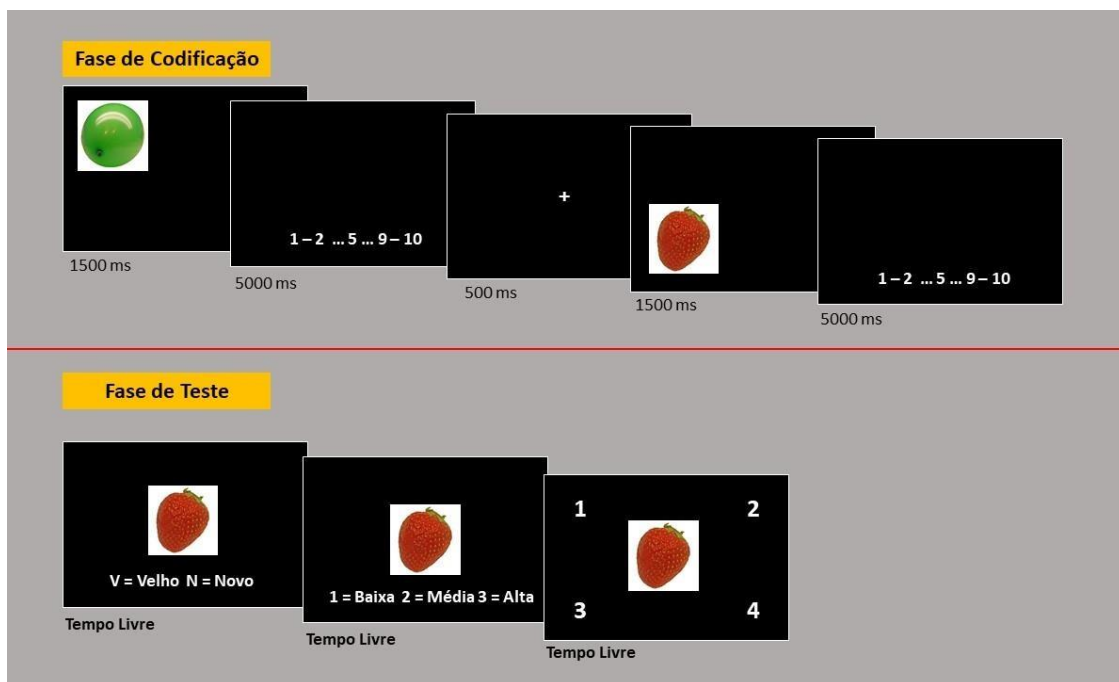 Fase de Codificação
1500 ms
1 – 2 ... 5 ... 9 – 10
5000 ms
+
500 ms
1500 ms
1 – 2 ... 5 ... 9 – 10
5000 ms
Fase de Teste
V = Velho N = Novo
Tempo Livre
1 = Baixa 2 = Média 3 = Alta
Tempo Livre
1 2
3 4
Tempo Livre